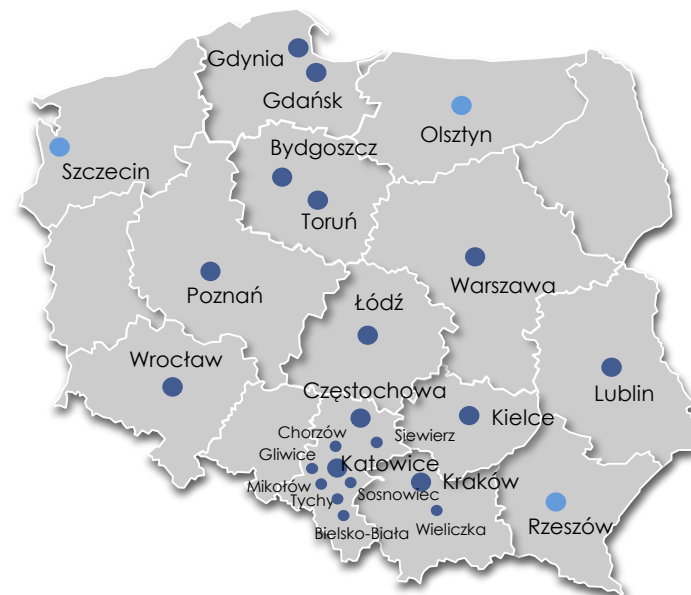 Gdynia
Gdańsk
Olsztyn
Szczecin
Bydgoszcz
Toruń
Warszawa
Poznań
Łódź
Wrocław
Lublin
Częstochowa
Kielce
Chorzów
Siewierz
Gliwice
Katowice
Mikołów
Sosnowiec
Kraków
Tychy
Wieliczka
Rzeszów
Bielsko-Biała